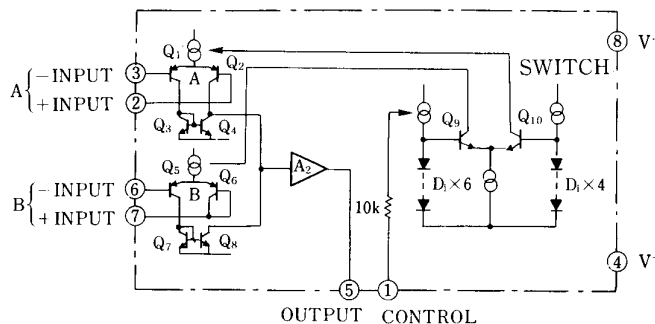 Q₁
Q₂
A
A
− INPUT
③
+ INPUT
②
Q₃
Q₄
Q₅
Q₆
B
B
− INPUT
⑥
+ INPUT
⑦
Q₇
Q₈
A₂
10k
SWITCH
Q₉
Q₁₀
Dᵢ×6
Dᵢ×4
⑧
V
④
V
⑤
①
OUTPUT
CONTROL